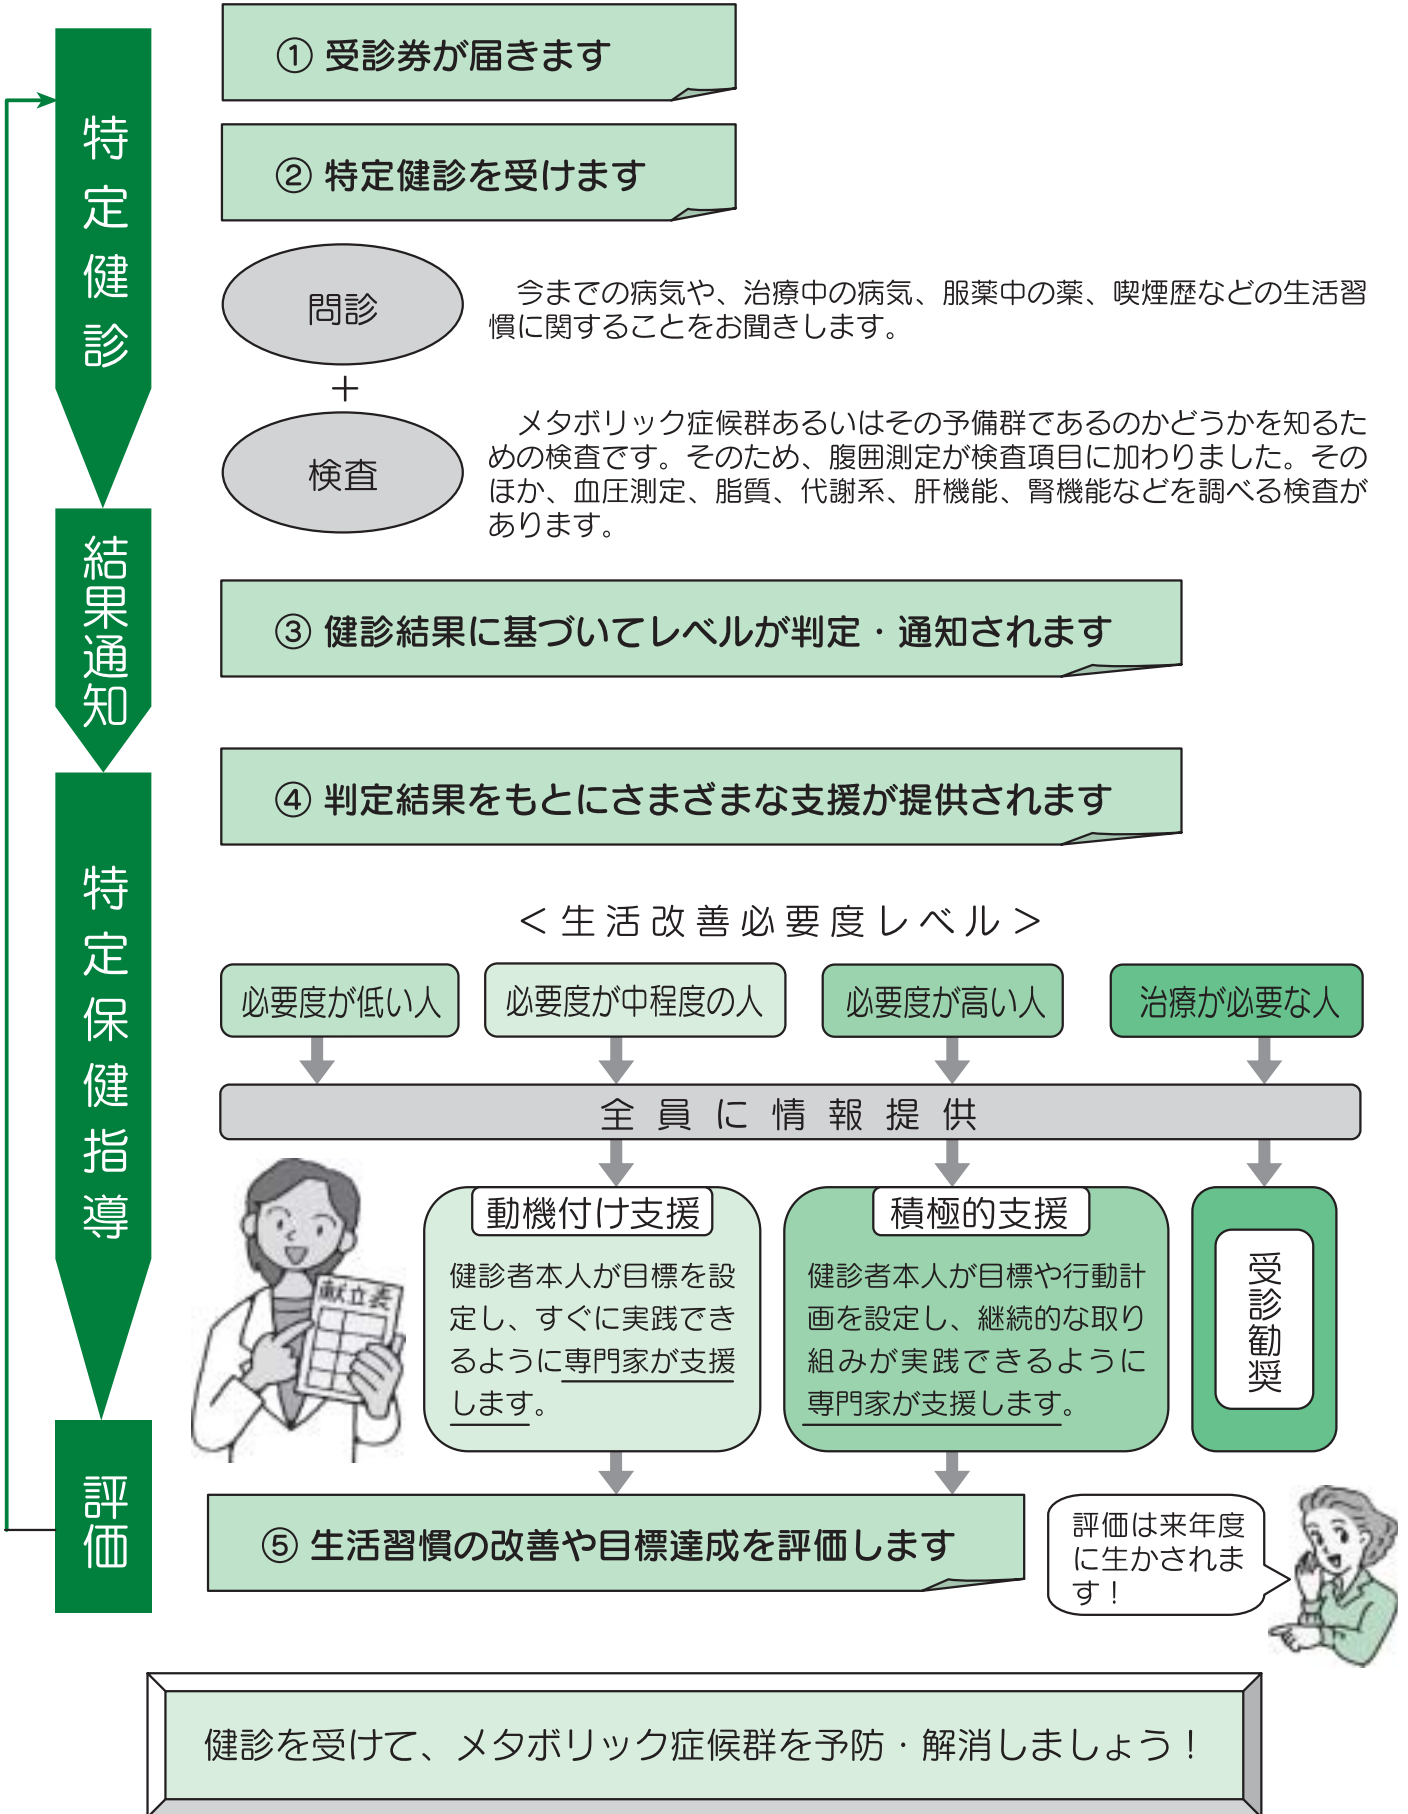 特定健診
① 受診券が届きます
② 特定健診を受けます
問診
今までの病気や、治療中の病気、服薬中の薬、喫煙歴などの生活習
慣に関することをお聞きします。
＋
検査
メタボリック症候群あるいはその予備群であるのかどうかを知るた
めの検査です。そのため、腹囲測定が検査項目に加わりました。その
ほか、血圧測定、脂質、代謝系、肝機能、腎機能などを調べる検査が
あります。
結果通知
③ 健診結果に基づいてレベルが判定・通知されます
特定保健指導
④ 判定結果をもとにさまざまな支援が提供されます
＜生活改善必要度レベル＞
必要度が低い人
必要度が中程度の人
必要度が高い人
治療が必要な人
全員に情報提供
献立表
動機付け支援
健診者本人が目標を設
定し、すぐに実践でき
るように専門家が支援
します。
積極的支援
健診者本人が目標や行動計
画を設定し、継続的な取り
組みが実践できるように
専門家が支援します。
受診勧奨
評価
⑤ 生活習慣の改善や目標達成を評価します
評価は来年度
に生かされま
す！
健診を受けて、メタボリック症候群を予防・解消しましょう！